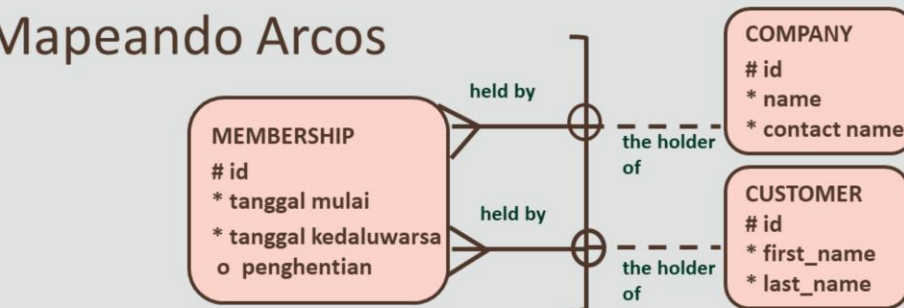 Mapeando Arcos
MEMBERSHIP
# id
* tanggal mulai
* tanggal kedaluwarsa
o penghentian
held by
held by
the holder
of
the holder
of
COMPANY
# id
* name
* contact name
CUSTOMER
# id
* first_name
* last_name